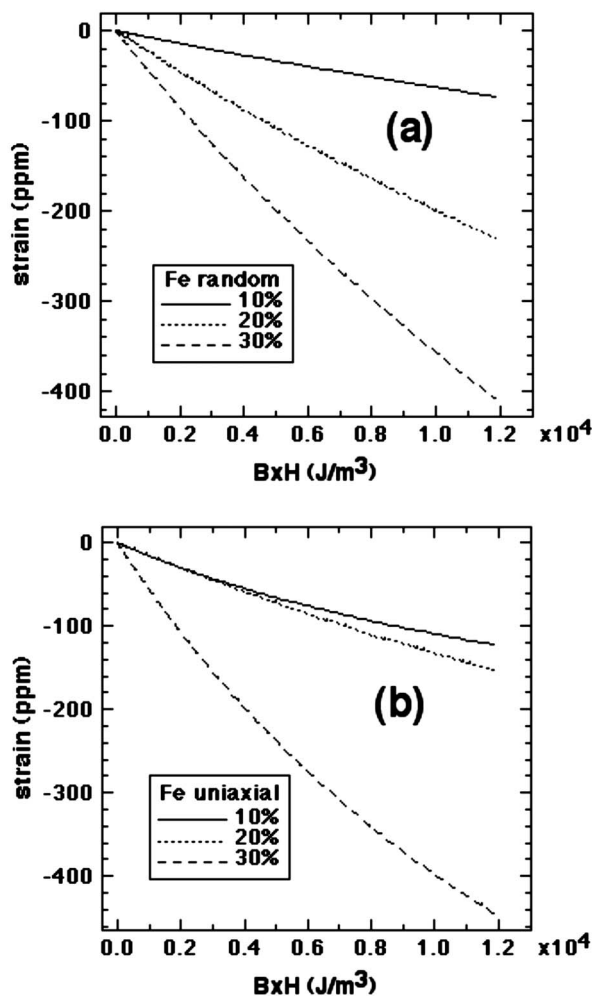 0
-100
-200
-300
-400
strain (ppm)
(a)
Fe random
10%
20%
30%
0.0 0.2 0.4 0.6 0.8 1.0 1.2 x10^4
BxH (J/m^3)
0
-100
-200
-300
-400
strain (ppm)
(b)
Fe uniaxial
10%
20%
30%
0.0 0.2 0.4 0.6 0.8 1.0 1.2 x10^4
BxH (J/m^3)